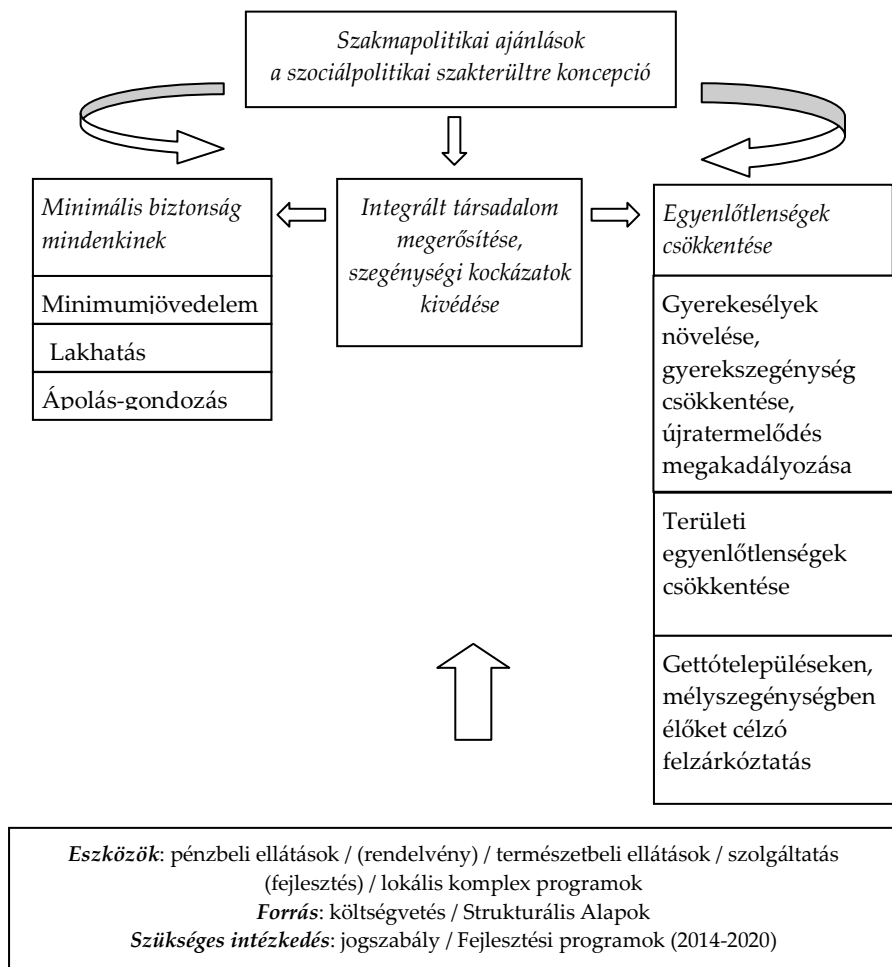 Szakmapolitikai ajánlások
a szociálpolitikai szakterültre koncepció
Minimális biztonság
mindenkinek
Minimumjövedelem
Lakhatás
Ápolás-gondozás
Integrált társadalom
megerősítése,
szegénységi kockázatok
kivédése
Egyenlőtlenségek
csökkentése
Gyerekesélyek
növelése,
gyerekszegénység
csökkentése,
újratermelődés
megakadályozása
Területi
egyenlőtlenségek
csökkentése
Gettótelepüléseken,
mélyszegénységben
élőket célzó
felzárkóztatás
Eszközök: pénzbeli ellátások / (rendelvény) / természetbeli ellátások / szolgáltatás
(fejlesztés) / lokális komplex programok
Forrás: költségvetés / Strukturális Alapok
Szükséges intézkedés: jogszabály / Fejlesztési programok (2014-2020)